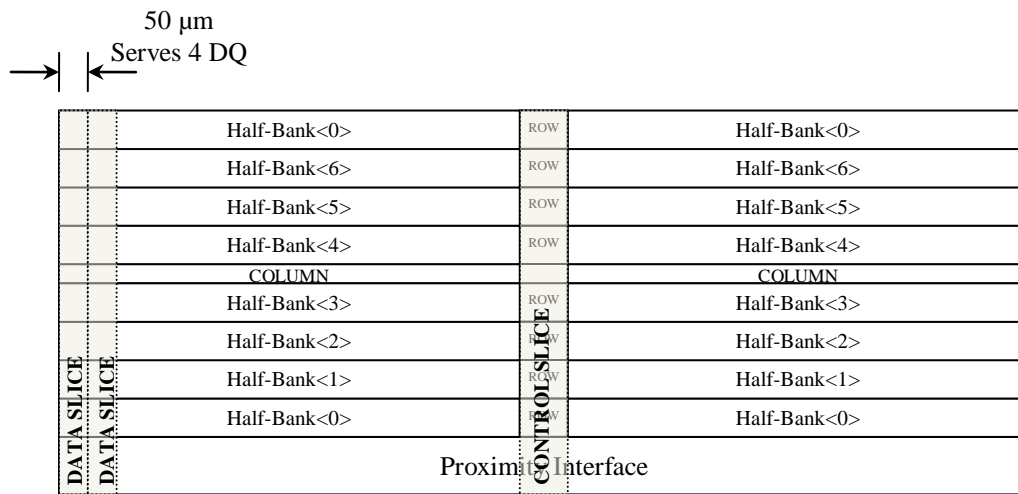 50 µm
Serves 4 DQ
Half-Bank<0> ROW Half-Bank<0>
Half-Bank<6> ROW Half-Bank<6>
Half-Bank<5> ROW Half-Bank<5>
Half-Bank<4> ROW Half-Bank<4>
COLUMN COLUMN
Half-Bank<3> ROW Half-Bank<3>
Half-Bank<2> ROW Half-Bank<2>
Half-Bank<1> ROW Half-Bank<1>
Half-Bank<0> ROW Half-Bank<0>
DATA SLICE
DATA SLICE
CONTROL SLICE
Proximity Interface